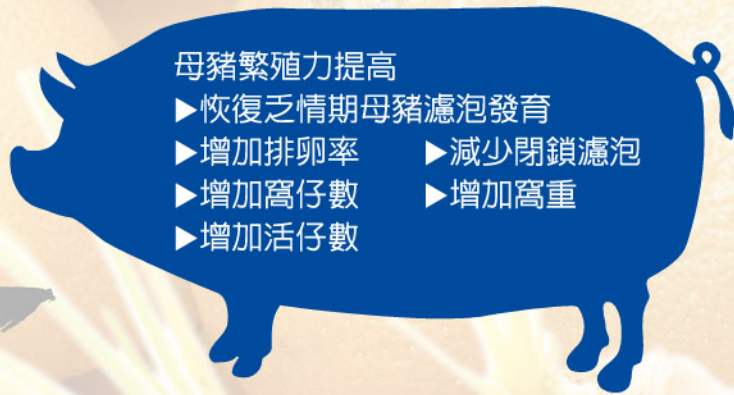 母豬繁殖力提高
▶恢復乏情期母豬濾泡發育
▶增加排卵率 ▶減少閉鎖濾泡
▶增加窩仔數 ▶增加窩重
▶增加活仔數